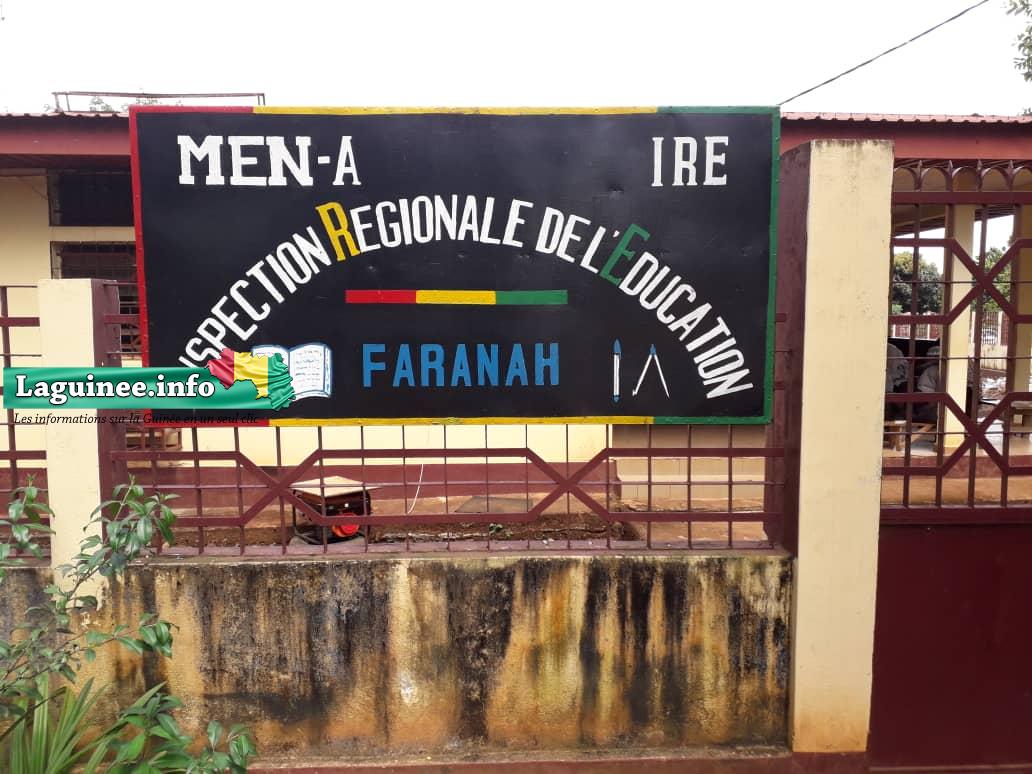 MEN-A IRE
INSPECTION REGIONALE DE L'EDUCATION
FARANAH
Laguinee.info
Les informations sur la Guinée en un seul clic